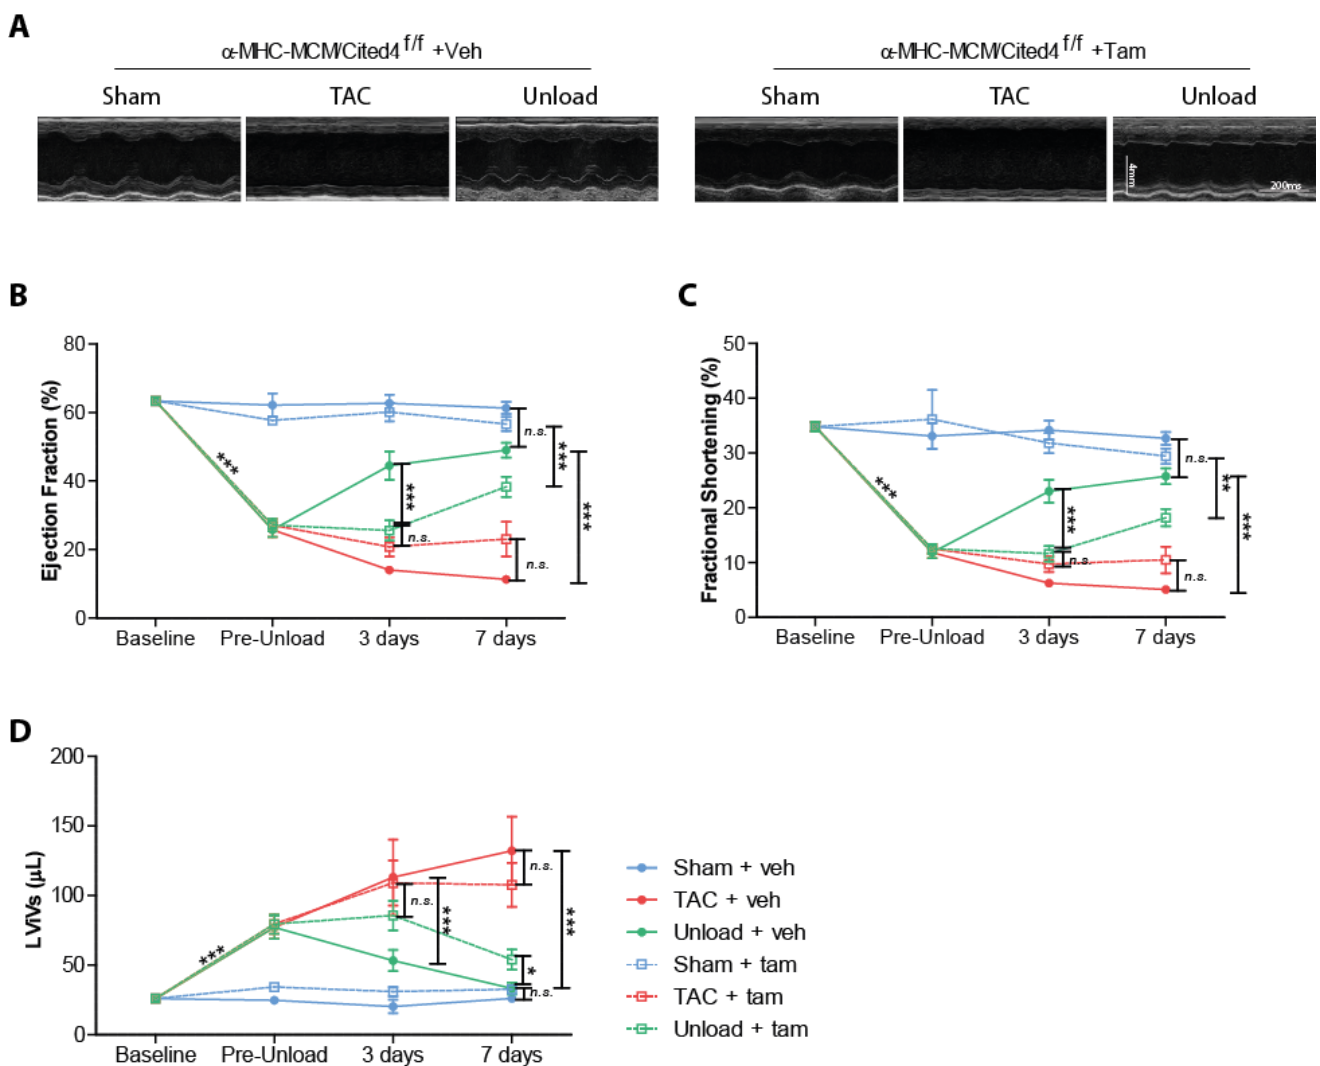 A
α-MHC-MCM/Cited4 f/f +Veh
α-MHC-MCM/Cited4 f/f +Tam
Sham
TAC
Unload
Sham
TAC
Unload
4mm
200ms
B
Ejection Fraction (%)
80
60
40
20
0
***
***
n.s.
n.s.
n.s.
***
***
Baseline
Pre-Unload
3 days
7 days
C
Fractional Shortening (%)
50
40
30
20
10
0
***
***
n.s.
n.s.
n.s.
**
***
Baseline
Pre-Unload
3 days
7 days
D
LViVs (μL)
200
150
100
50
0
***
n.s.
***
n.s.
*
n.s.
***
Baseline
Pre-Unload
3 days
7 days
Sham + veh
TAC + veh
Unload + veh
Sham + tam
TAC + tam
Unload + tam